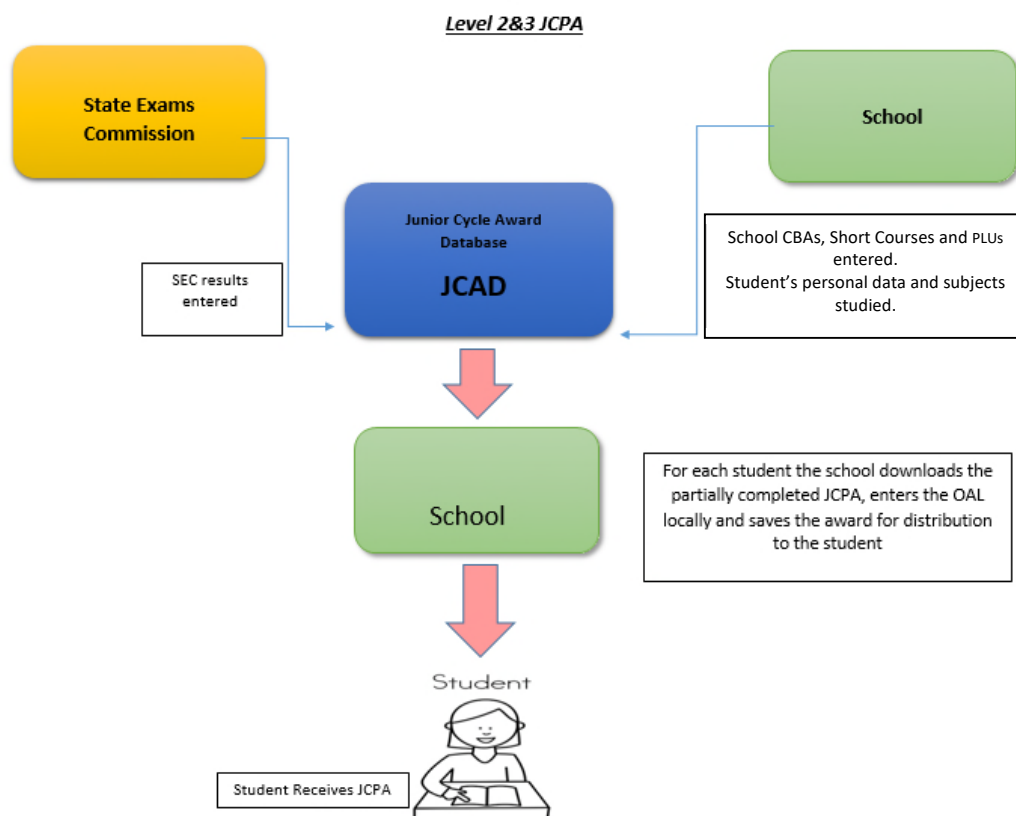 Level 2&3 JCPA
State Exams
Commission
School
Junior Cycle Award
Database
JCAD
SEC results
entered
School CBAs, Short Courses and PLUs
entered.
Student’s personal data and subjects
studied.
School
For each student the school downloads the
partially completed JCPA, enters the OAL
locally and saves the award for distribution
to the student
Student
Student Receives JCPA